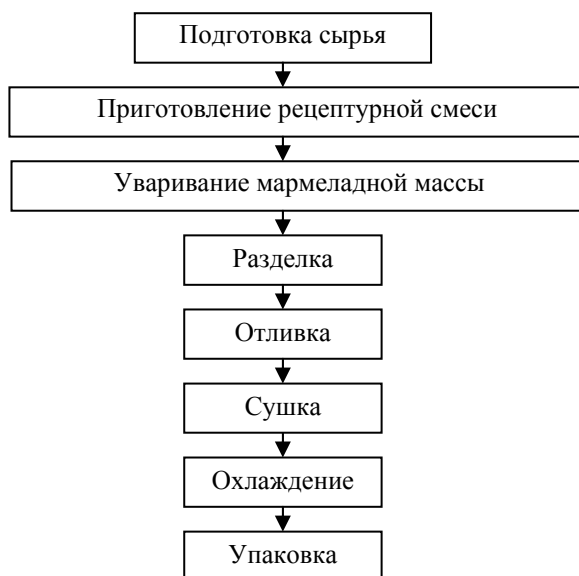 Подготовка сырья
Приготовление рецептурной смеси
Уваривание мармеладной массы
Разделка
Отливка
Сушка
Охлаждение
Упаковка